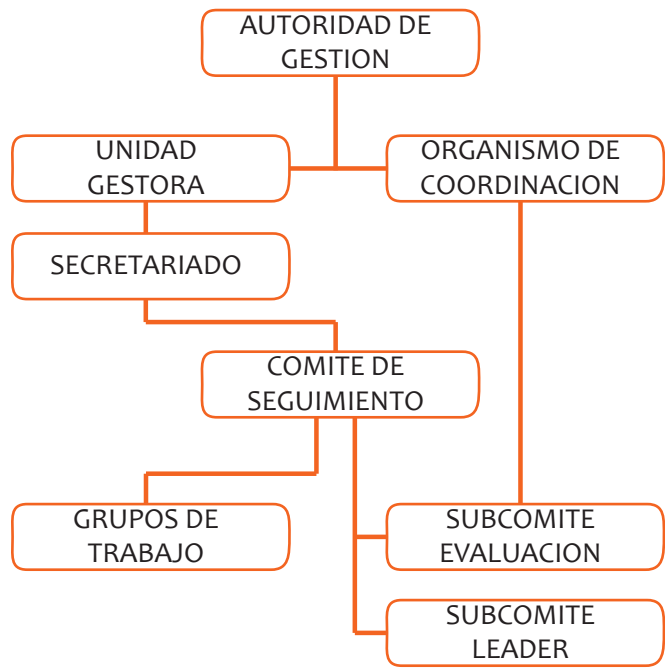 AUTORIDAD DE
GESTION
UNIDAD
GESTORA
ORGANISMO DE
COORDINACION
SECRETARIADO
COMITE DE
SEGUIMIENTO
GRUPOS DE
TRABAJO
SUBCOMITE
EVALUACION
SUBCOMITE
LEADER